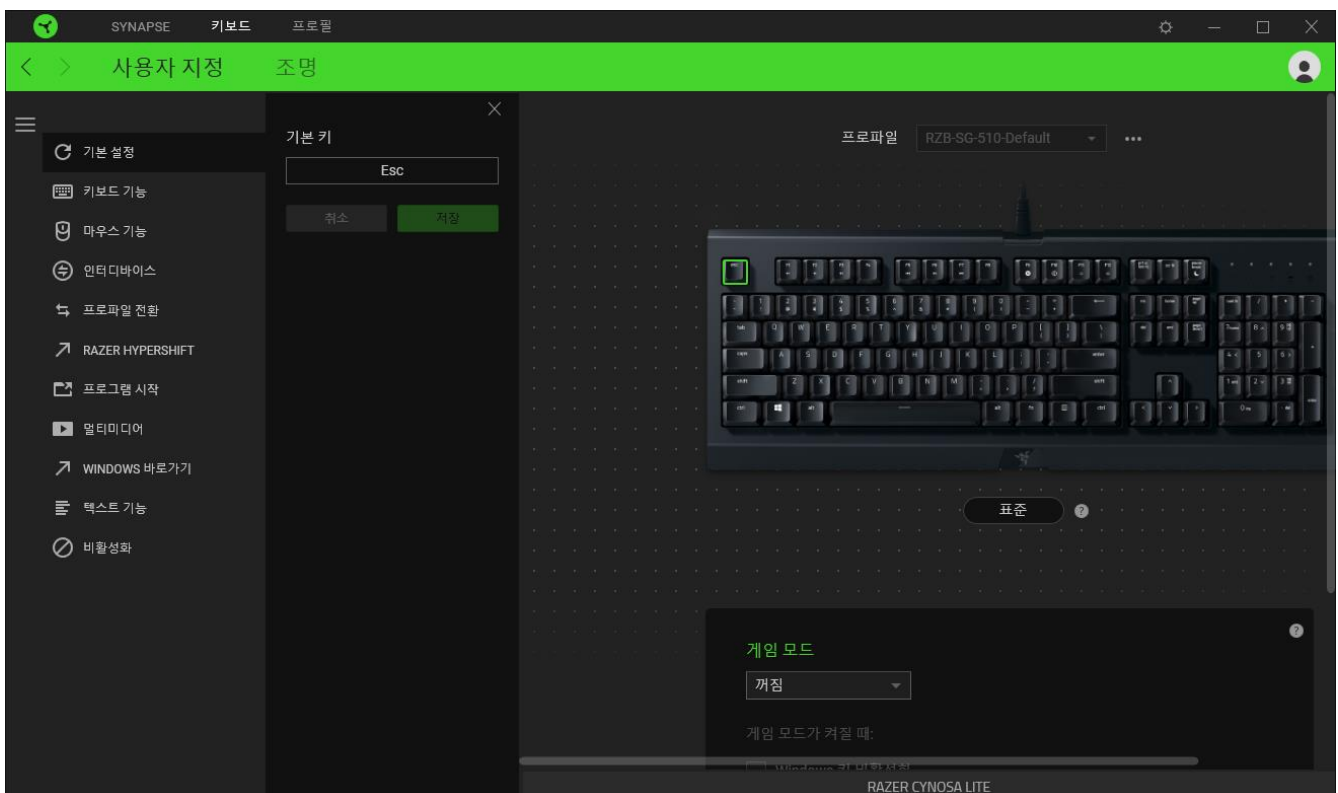 SYNAPSE 키보드 프로필
사용자 지정 조명
기본 설정
키보드 기능
마우스 기능
인터디바이스
프로파일 전환
RAZER HYPERSHIFT
프로그램 시작
멀티미디어
WINDOWS 바로가기
텍스트 기능
비활성화
기본 키
Esc
취소 저장
프로파일 RZB-SG-510-Default
표준
게임 모드
꺼짐
게임 모드가 켜질 때:
RAZER CYNOSA LITE